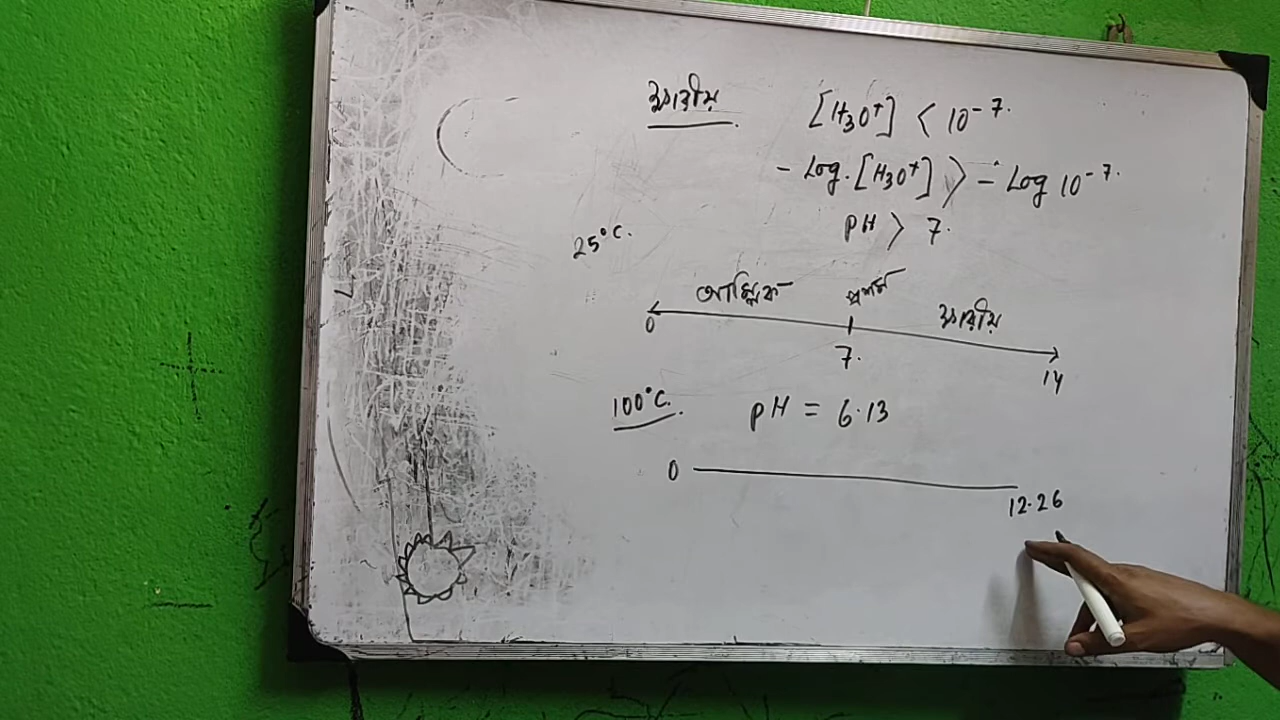 ক্ষারীয় [H₃O⁺] < 10⁻⁷.
- Log. [H₃O⁺] > - Log 10⁻⁷.
pH > 7.
25°C.
আম্লিক প্রশম ক্ষারীয়
0 7. 14
100°C. pH = 6.13
0 12.26